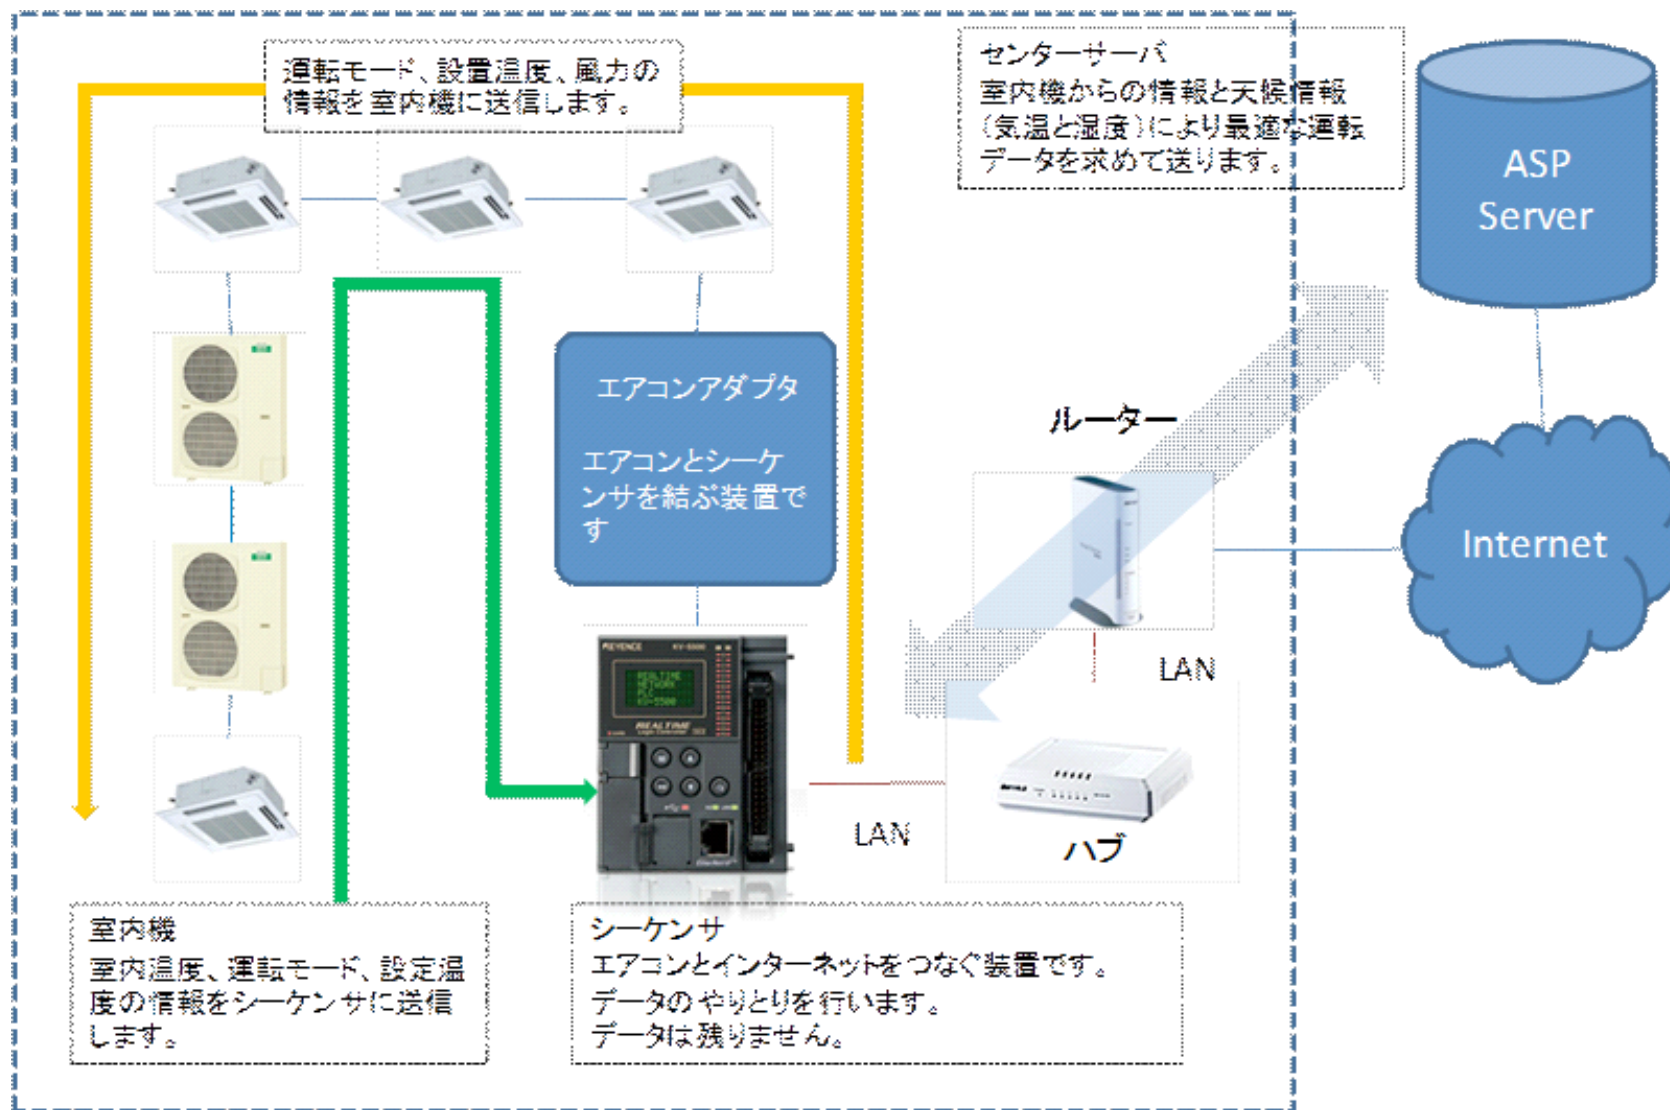 運転モード、設置温度、風力の
情報を室内機に送信します。
センターサーバ
室内機からの情報と天候情報
(気温と湿度)により最適な運転
データを求めて送ります。
ASP
Server
エアコンアダプタ
エアコンとシーケ
ンサを結ぶ装置で
す
ルーター
Internet
LAN
KEYENCE
KV-5500
REALTIME
NETWORK
PLC
KV-5500
REALTIME
LAN
ハブ
室内機
室内温度、運転モード、設定温
度の情報をシーケンサに送信
します。
シーケンサ
エアコンとインターネットをつなぐ装置です。
データのやりとりを行います。
データは残りません。